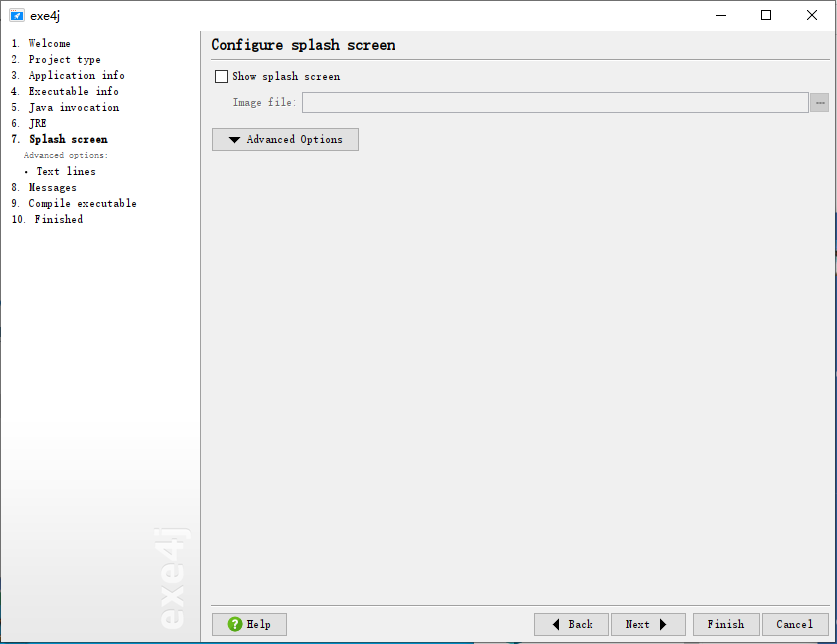 exe4j
1. Welcome
2. Project type
3. Application info
4. Executable info
5. Java invocation
6. JRE
7. Splash screen
Advanced options:
• Text lines
8. Messages
9. Compile executable
10. Finished
exe4j
Configure splash screen
Show splash screen
Image file:
...
Advanced Options
? Help
Back
Next
Finish
Cancel